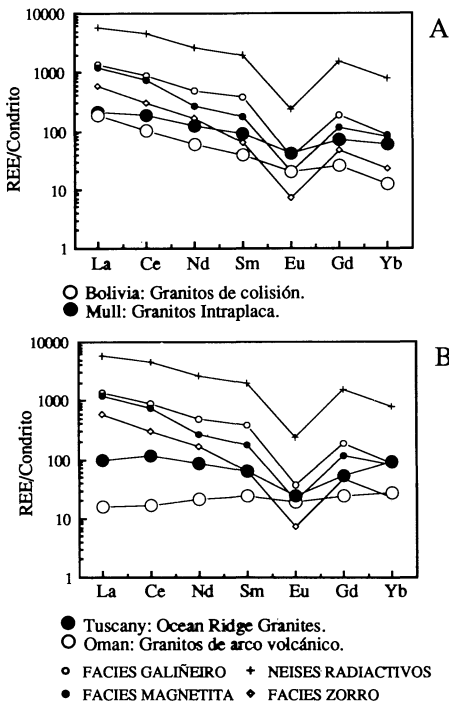 A
10000
1000
100
10
1
REE/Condrito
La Ce Nd Sm Eu Gd Yb
Bolivia: Granitos de colisión.
Mull: Granitos Intraplaca.
B
10000
1000
100
10
1
REE/Condrito
La Ce Nd Sm Eu Gd Yb
Tuscany: Ocean Ridge Granites.
Oman: Granitos de arco volcánico.
FACIES GALIÑEIRO NEISES RADIACTIVOS
FACIES MAGNETITA FACIES ZORRO